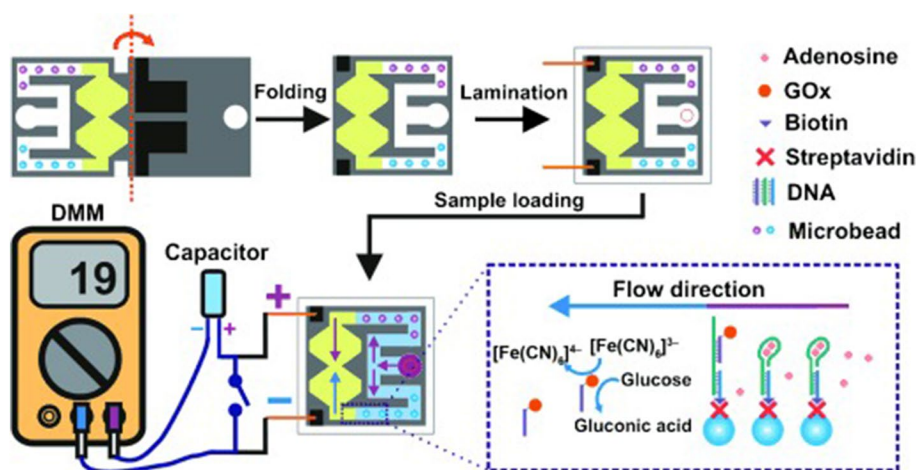 Folding
Lamination
Adenosine
GOx
Biotin
Streptavidin
DNA
Microbead
Sample loading
DMM
19
Capacitor
− +
+
−
Flow direction
[Fe(CN)₆]⁴⁻ [Fe(CN)₆]³⁻
Glucose
Gluconic acid